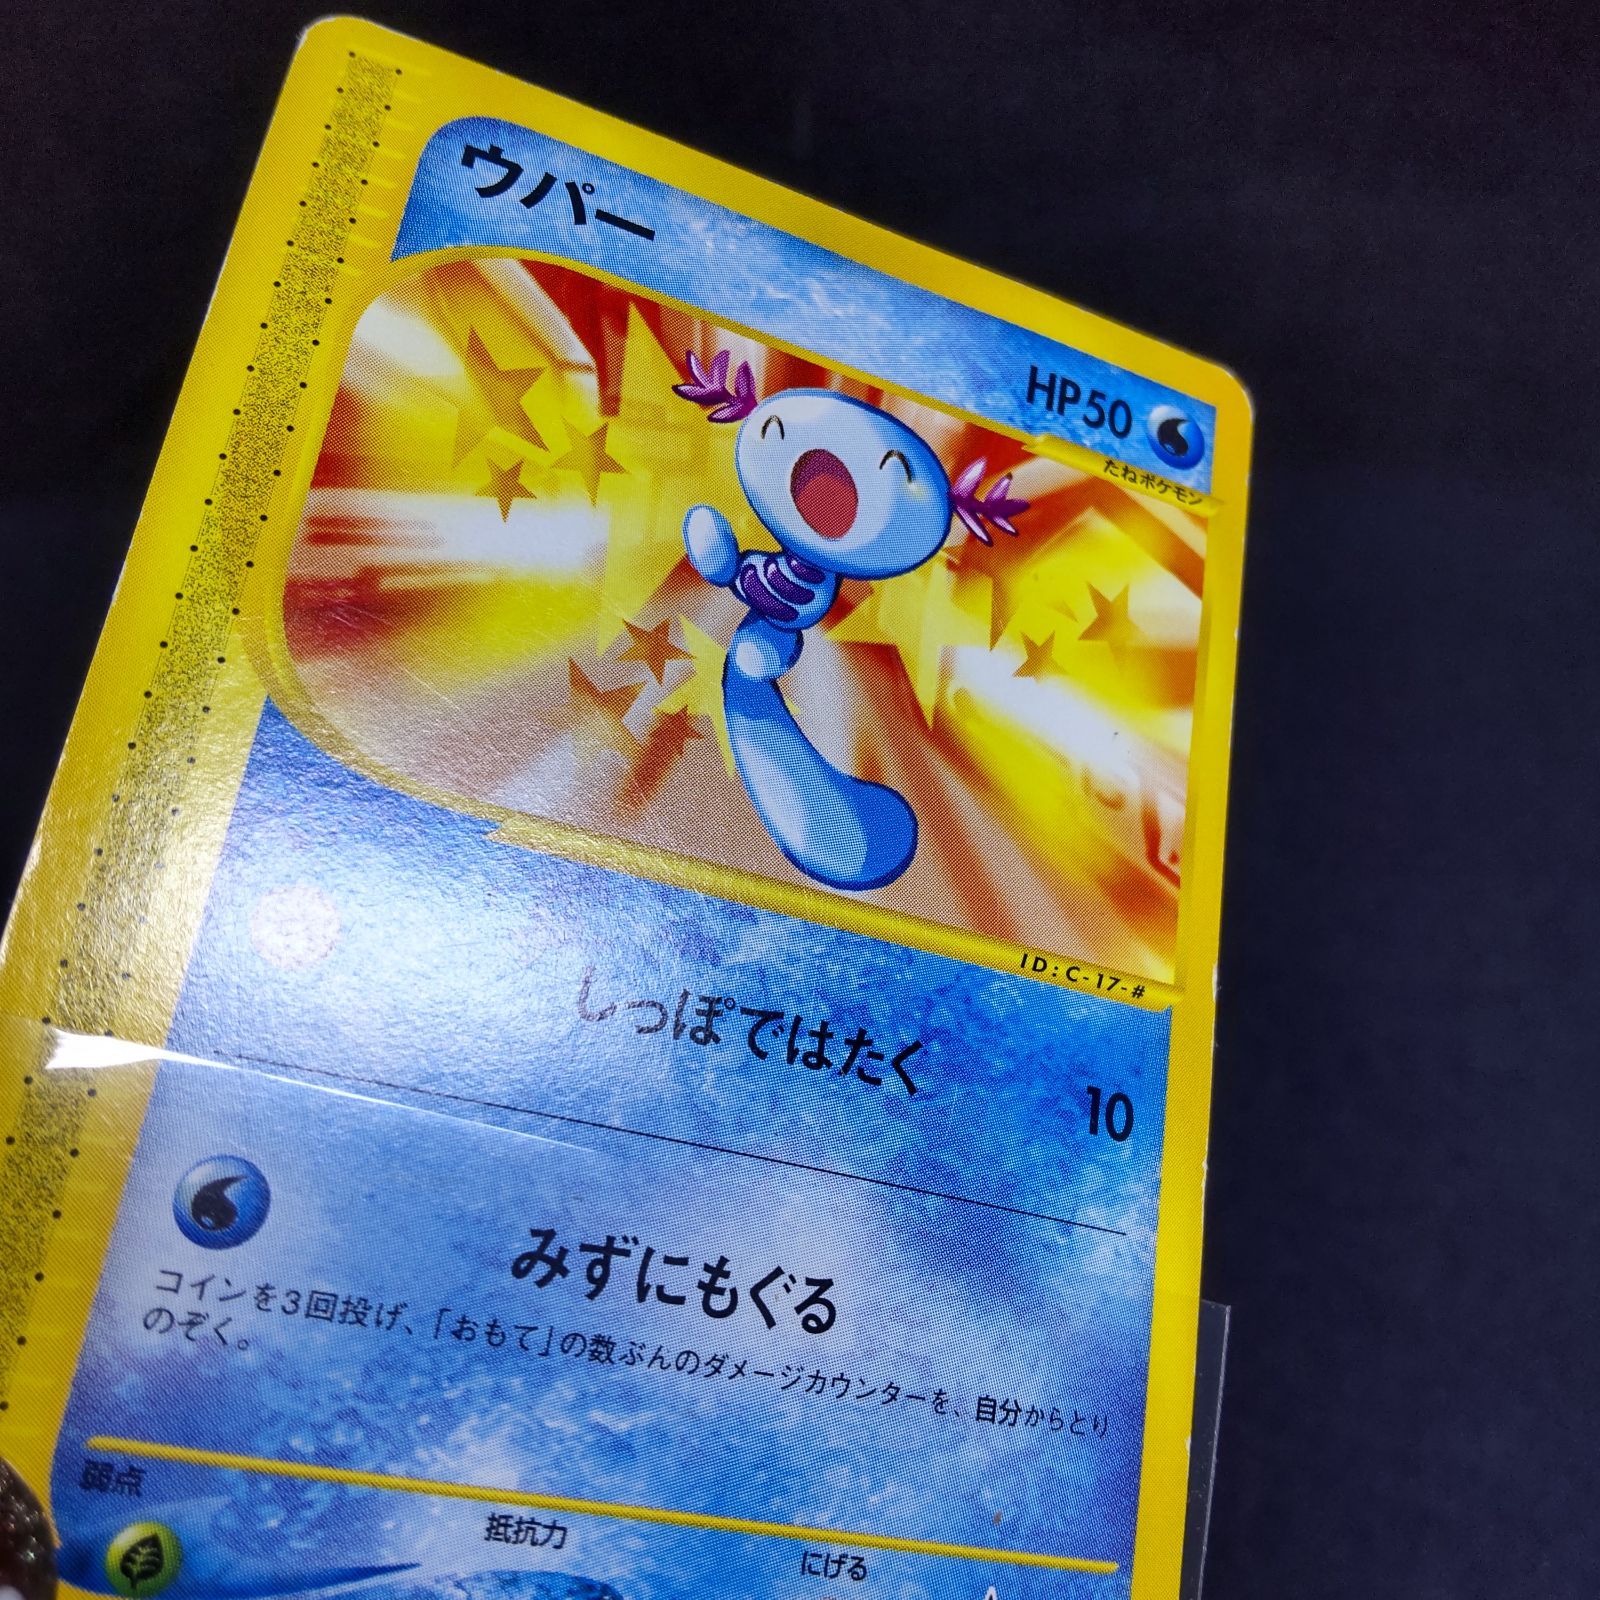 ウパー
HP50
たねポケモン
ID:C-17-#
しっぽではたく 10
みずにもぐる
コインを3回投げ、「おもて」の数ぶんのダメージカウンターを、自分からとり
のぞく。
弱点 抵抗力 にげる